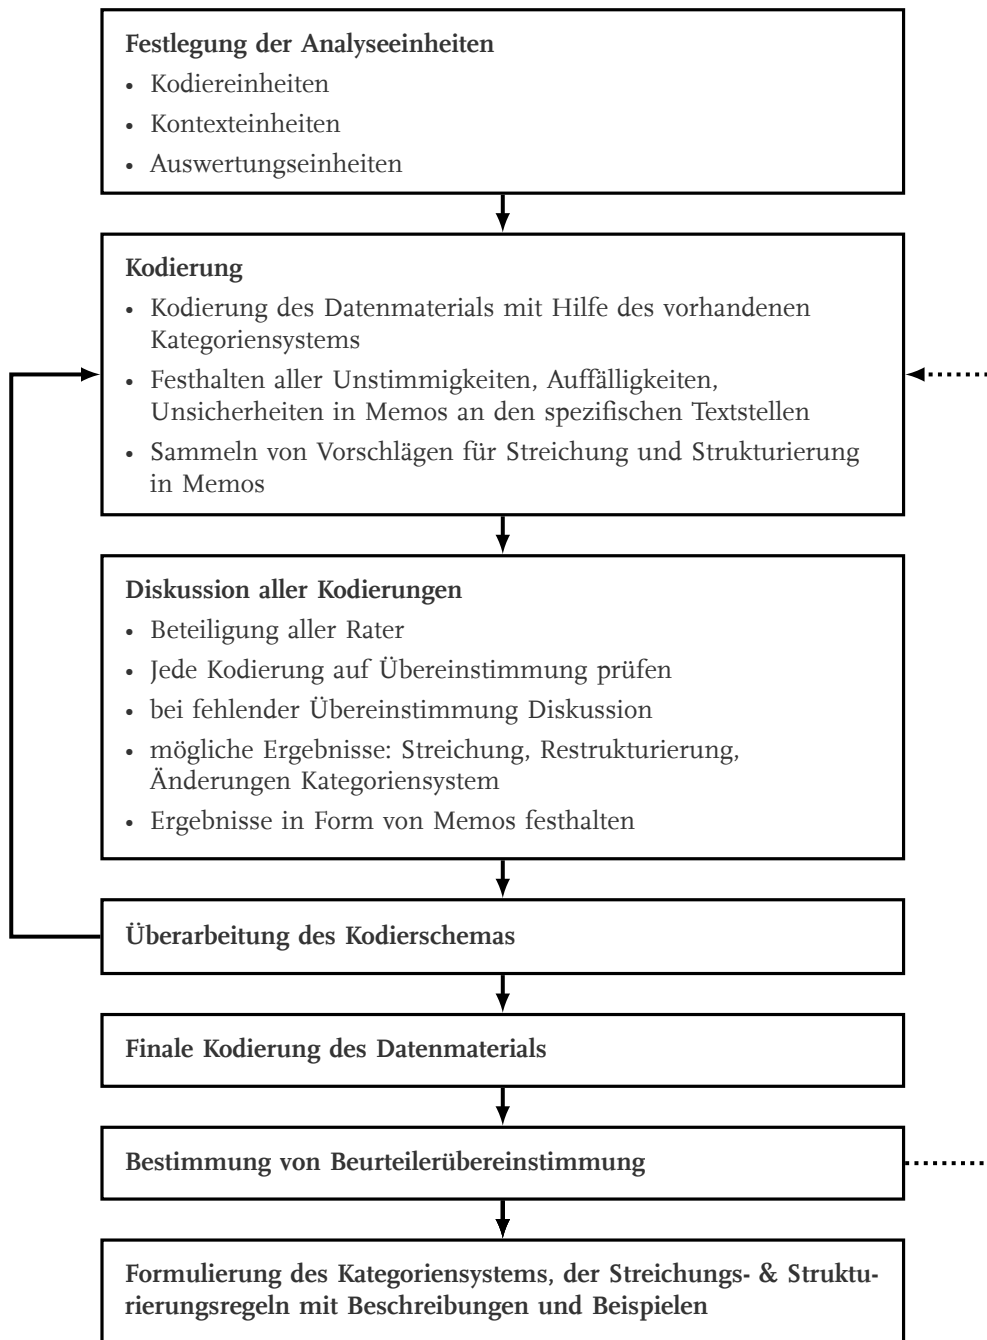 Festlegung der Analyseeinheiten
• Kodiereinheiten
• Kontexteinheiten
• Auswertungseinheiten
Kodierung
• Kodierung des Datenmaterials mit Hilfe des vorhandenen
Kategoriensystems
• Festhalten aller Unstimmigkeiten, Auffälligkeiten,
Unsicherheiten in Memos an den spezifischen Textstellen
• Sammeln von Vorschlägen für Streichung und Strukturierung
in Memos
Diskussion aller Kodierungen
• Beteiligung aller Rater
• Jede Kodierung auf Übereinstimmung prüfen
• bei fehlender Übereinstimmung Diskussion
• mögliche Ergebnisse: Streichung, Restrukturierung,
Änderungen Kategoriensystem
• Ergebnisse in Form von Memos festhalten
Überarbeitung des Kodierschemas
Finale Kodierung des Datenmaterials
Bestimmung von Beurteilerübereinstimmung
Formulierung des Kategoriensystems, der Streichungs- & Struktu-
rierungsregeln mit Beschreibungen und Beispielen